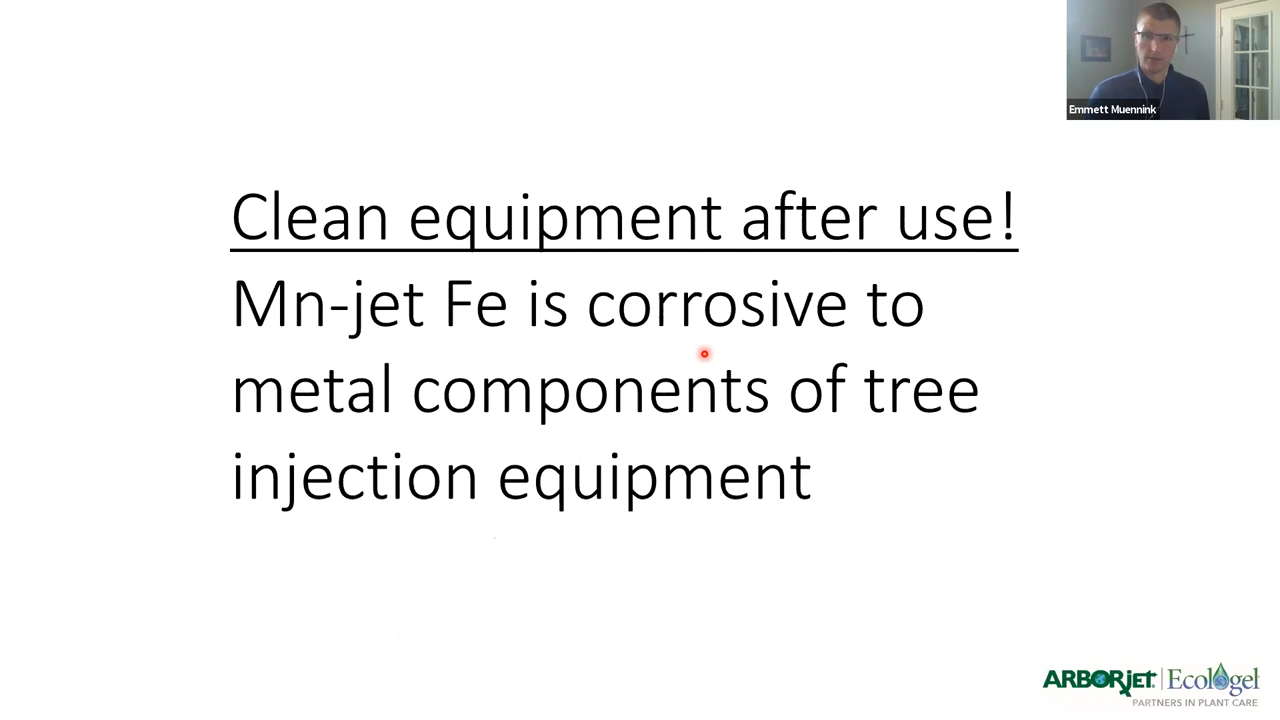 Emmett Muennink
Clean equipment after use!
Mn-jet Fe is corrosive to
metal components of tree
injection equipment
ARBORjet | Ecologel
PARTNERS IN PLANT CARE